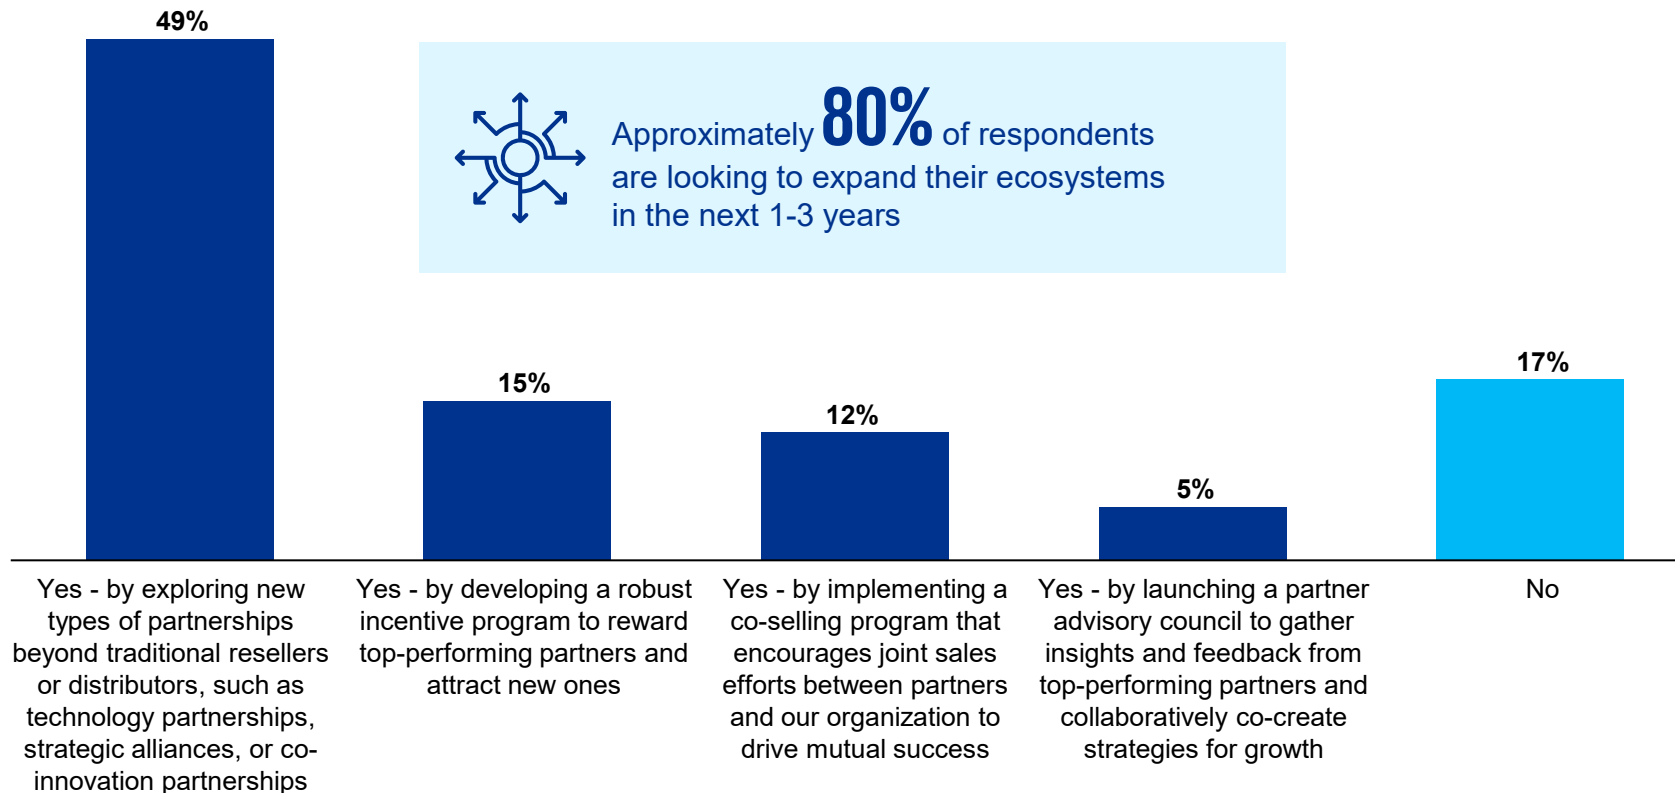 49%
Approximately 80% of respondents
are looking to expand their ecosystems
in the next 1-3 years
15%
12%
5%
17%
Yes - by exploring new
types of partnerships
beyond traditional resellers
or distributors, such as
technology partnerships,
strategic alliances, or co-
innovation partnerships
Yes - by developing a robust
incentive program to reward
top-performing partners and
attract new ones
Yes - by implementing a
co-selling program that
encourages joint sales
efforts between partners
and our organization to
drive mutual success
Yes - by launching a partner
advisory council to gather
insights and feedback from
top-performing partners and
collaboratively co-create
strategies for growth
No